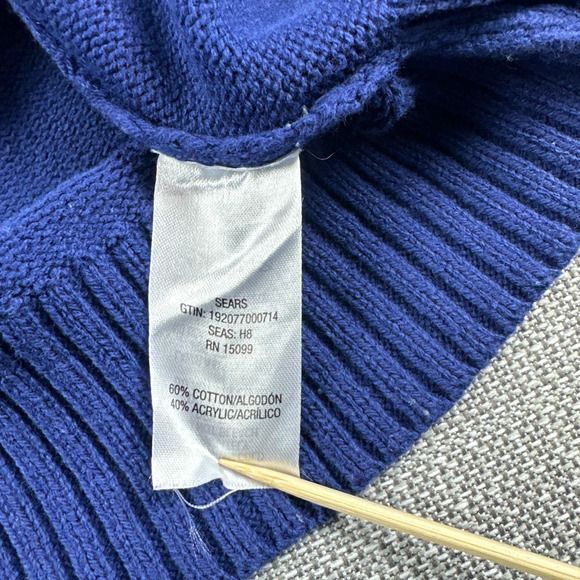 SEARS
GTIN: 192077000714
SEAS: H8
RN 15099
60% COTTON/ALGODÓN
40% ACRYLIC/ACRÍLICO